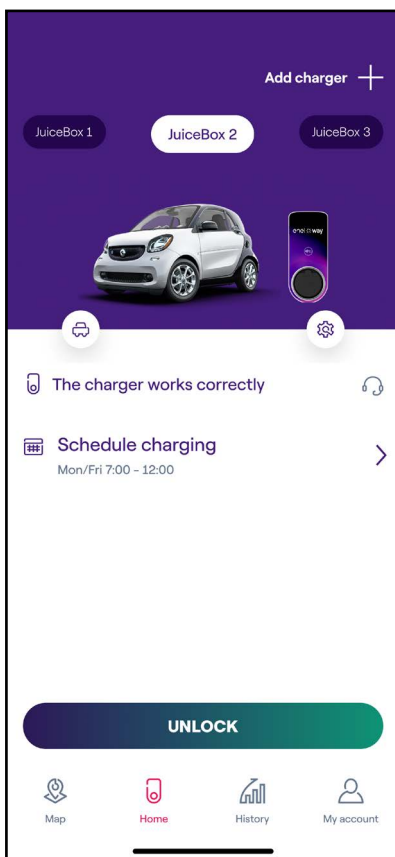 Add charger
JuiceBox 1
JuiceBox 2
JuiceBox 3
enel x way
The charger works correctly
Schedule charging
Mon/Fri 7:00 - 12:00
UNLOCK
Map
Home
History
My account